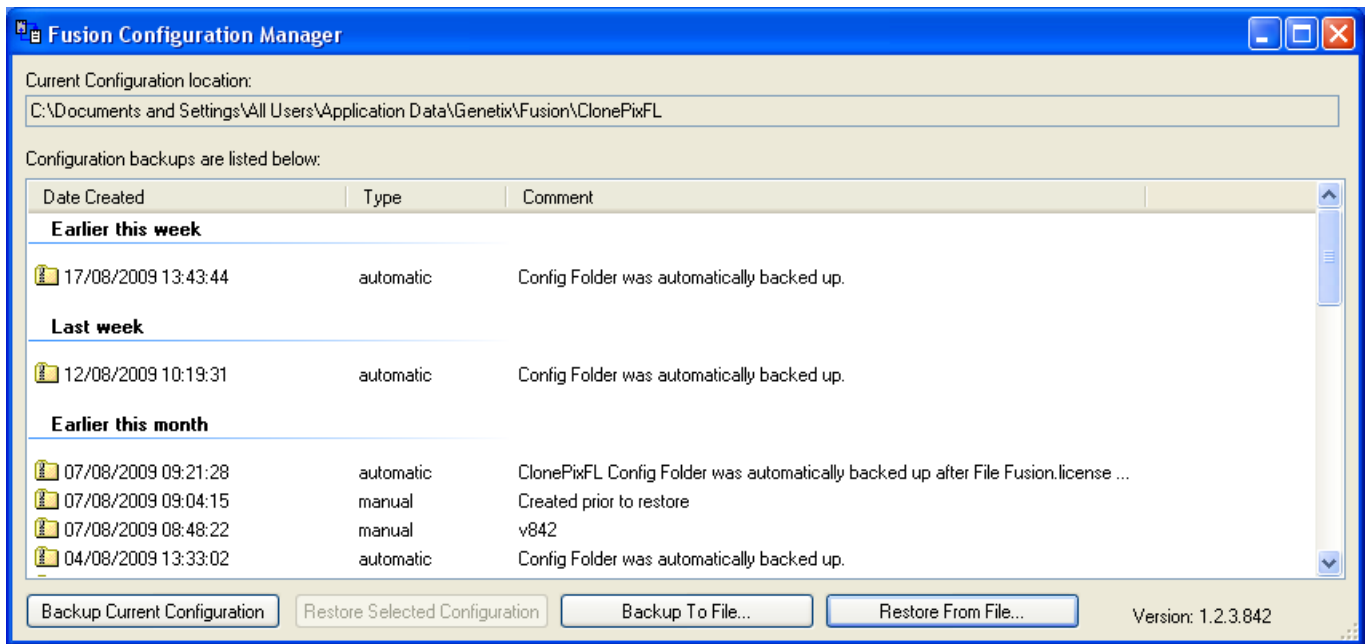 Fusion Configuration Manager
Current Configuration location:
C:\Documents and Settings\All Users\Application Data\Genetix\Fusion\ClonePixFL
Configuration backups are listed below:
Date Created Type Comment
Earlier this week
17/08/2009 13:43:44 automatic Config Folder was automatically backed up.
Last week
12/08/2009 10:19:31 automatic Config Folder was automatically backed up.
Earlier this month
07/08/2009 09:21:28 automatic ClonePixFL Config Folder was automatically backed up after File Fusion.license ...
07/08/2009 09:04:15 manual Created prior to restore
07/08/2009 08:48:22 manual v842
04/08/2009 13:33:02 automatic Config Folder was automatically backed up.
Backup Current Configuration Restore Selected Configuration Backup To File... Restore From File... Version: 1.2.3.842